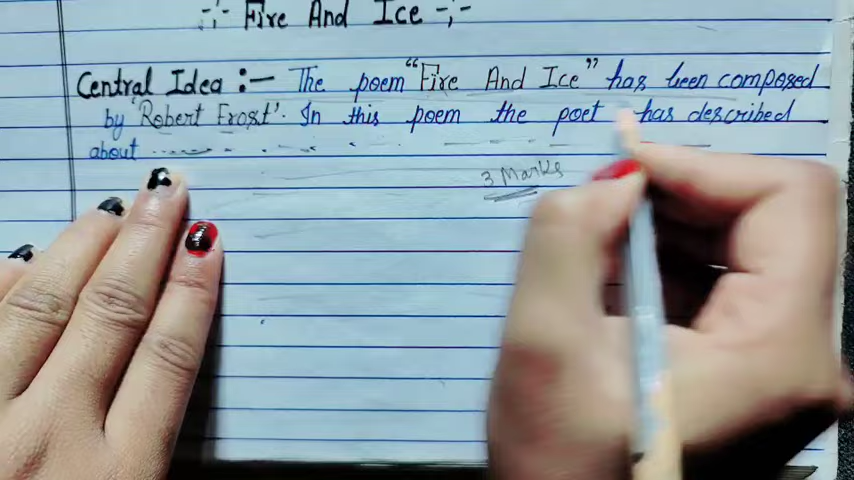 Fire And Ice
Central Idea :— The poem "Fire And Ice" has been composed
by 'Robert Frost'. In this poem the poet has described
about ..........
3 Marks